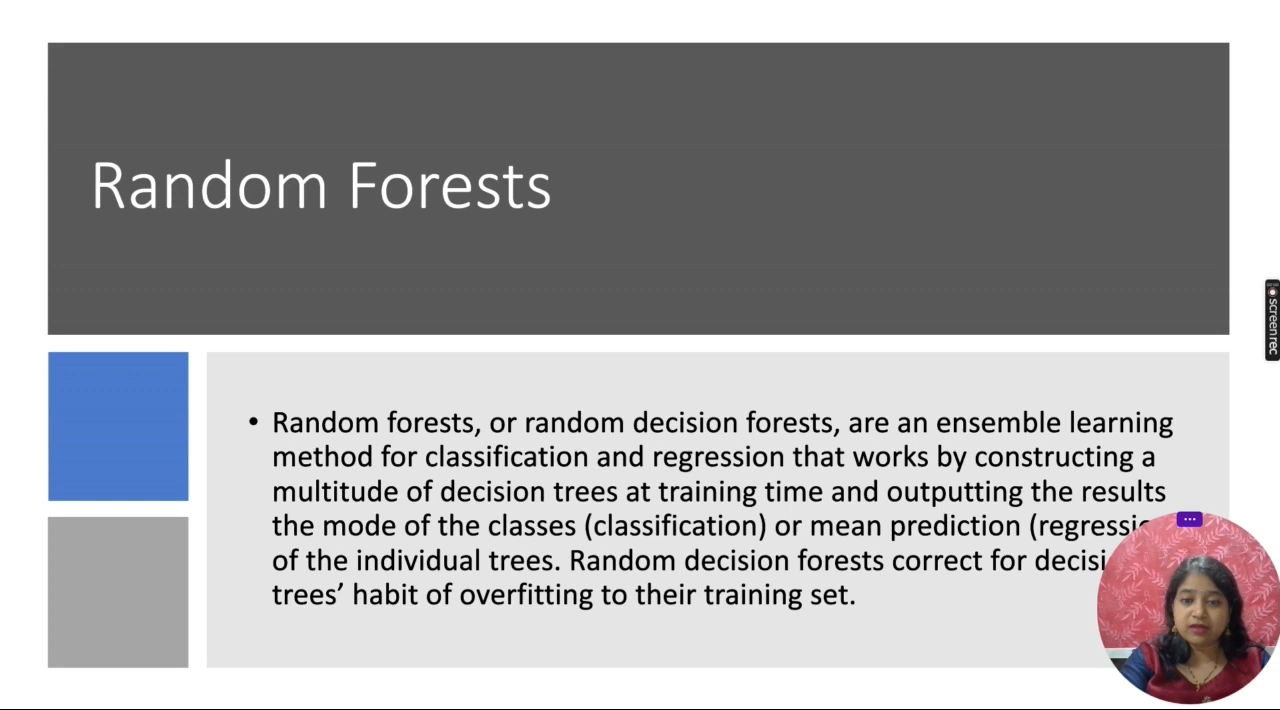 Random Forests
• Random forests, or random decision forests, are an ensemble learning
method for classification and regression that works by constructing a
multitude of decision trees at training time and outputting the results
the mode of the classes (classification) or mean prediction
of the individual trees. Random decision forests correct for
trees’ habit of overfitting to their training set.
screenrec